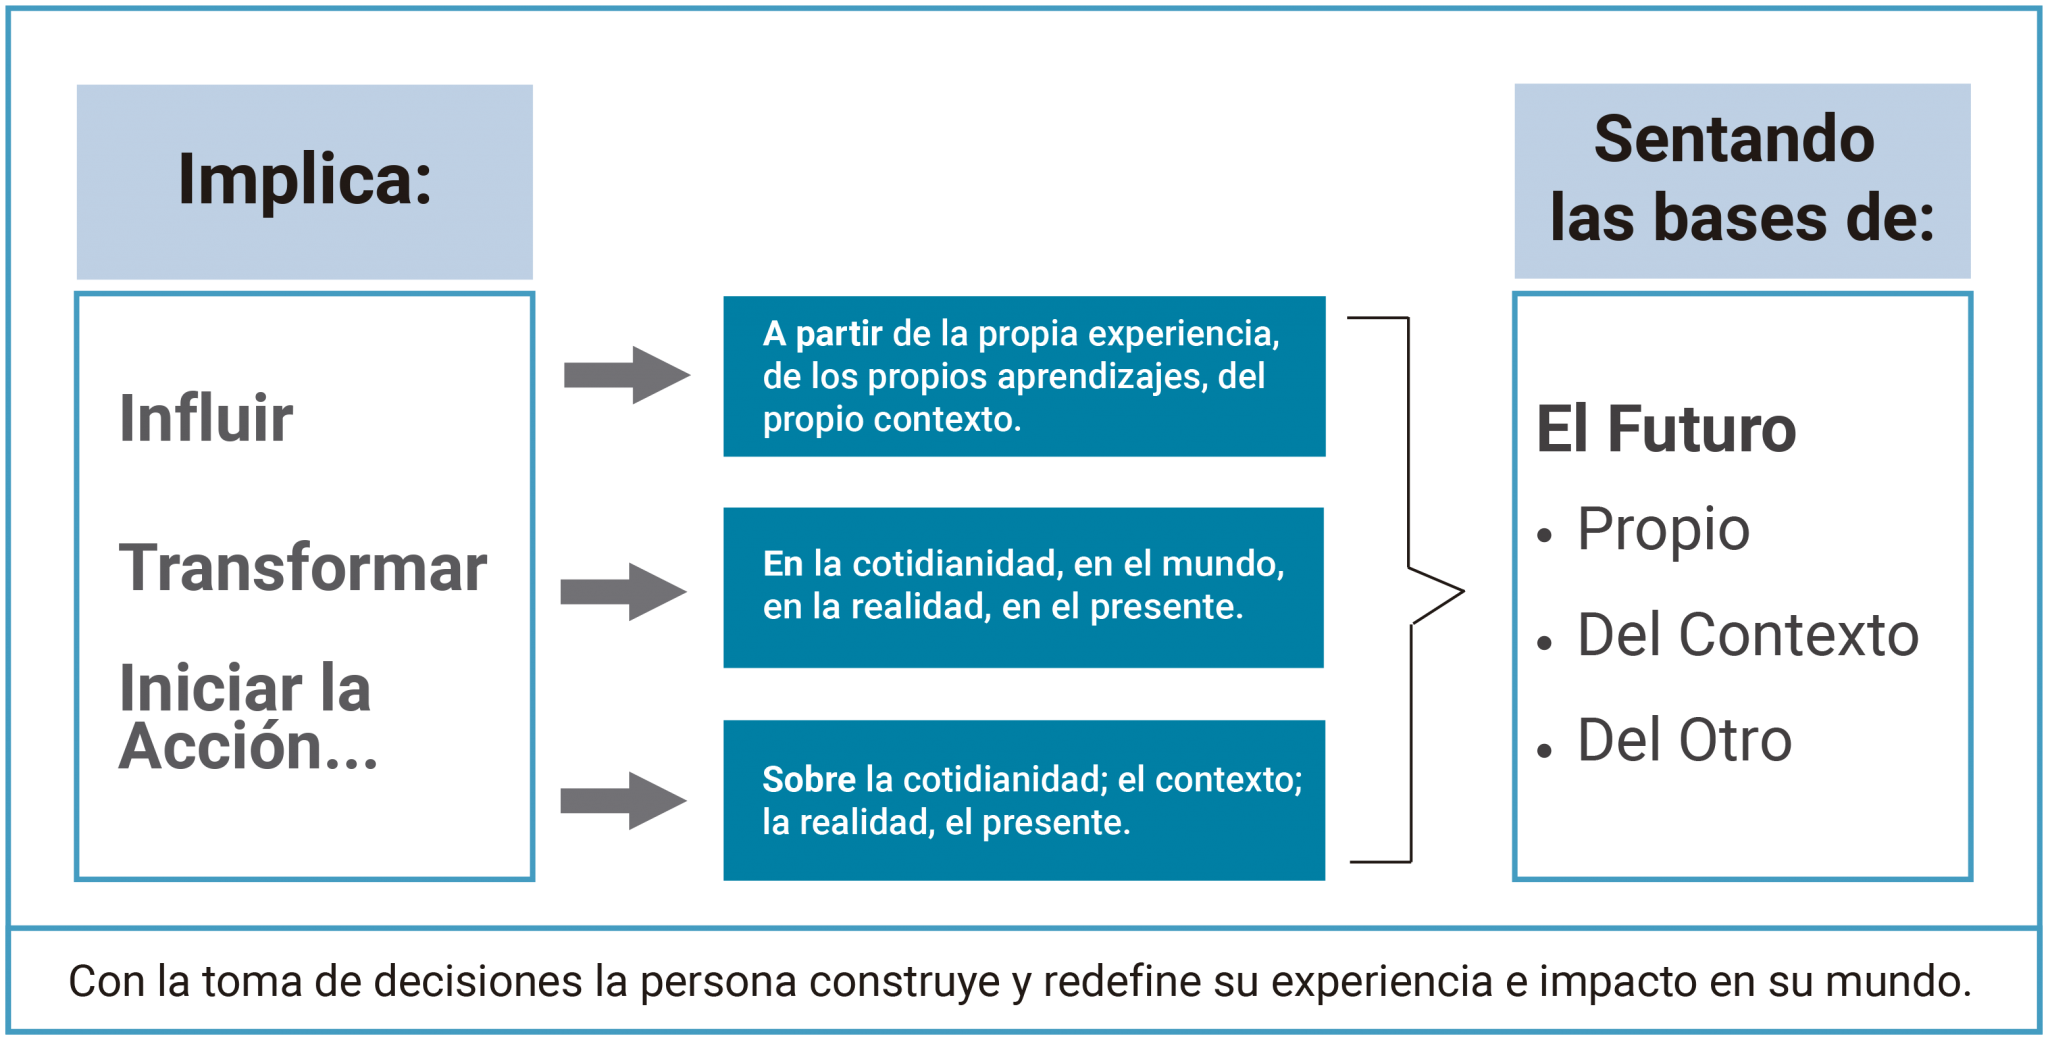 Implica:
Influir
Transformar
Iniciar la
Acción...
A partir de la propia experiencia,
de los propios aprendizajes, del
propio contexto.
En la cotidianidad, en el mundo,
en la realidad, en el presente.
Sobre la cotidianidad; el contexto;
la realidad, el presente.
Sentando
las bases de:
El Futuro
• Propio
• Del Contexto
• Del Otro
Con la toma de decisiones la persona construye y redefine su experiencia e impacto en su mundo.